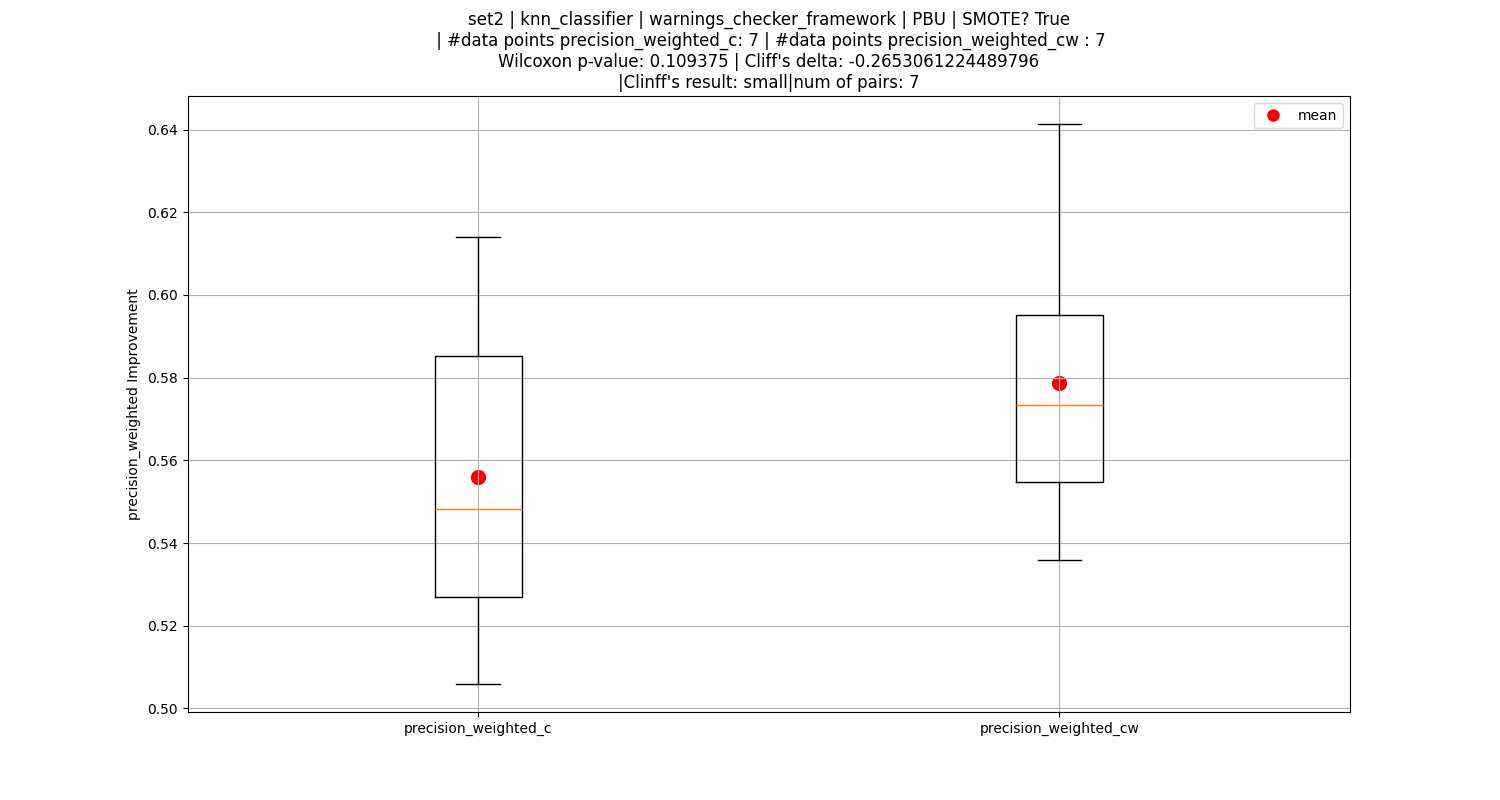 set2 | knn_classifier | warnings_checker_framework | PBU | SMOTE? True
| #data points precision_weighted_c: 7 | #data points precision_weighted_cw : 7
Wilcoxon p-value: 0.109375 | Cliff's delta: -0.2653061224489796
|Clinff's result: small|num of pairs: 7
mean
0.64
0.62
0.60
0.58
0.56
0.54
0.52
0.50
precision_weighted Improvement
precision_weighted_c
precision_weighted_cw